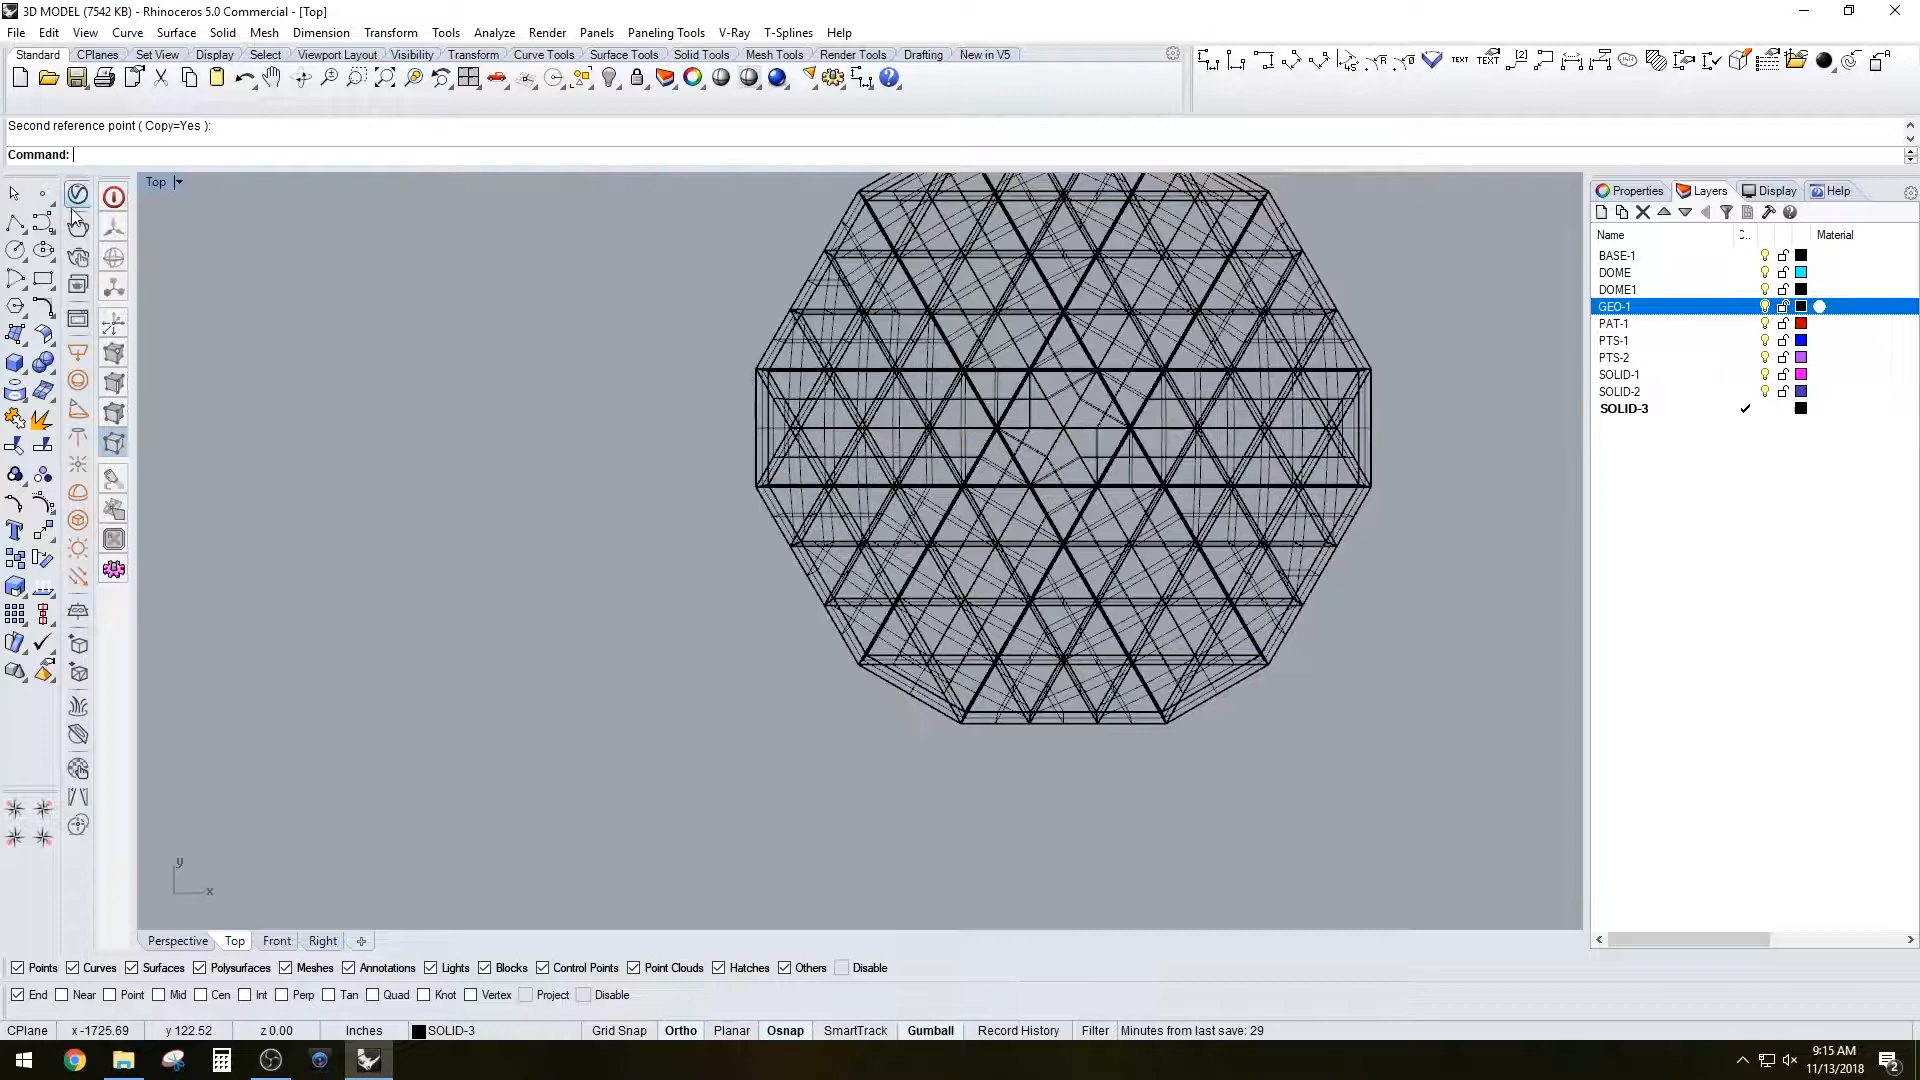 3D MODEL (7542 KB) - Rhinoceros 5.0 Commercial - [Top]
File Edit View Curve Surface Solid Mesh Dimension Transform Tools Analyze Render Panels Paneling Tools V-Ray T-Splines Help
Standard CPlanes Set View Display Select Viewport Layout Visibility Transform Curve Tools Surface Tools Solid Tools Mesh Tools Render Tools Drafting New in V5
TEXT TEXT
Second reference point ( Copy=Yes ):
Command:
Top
Properties Layers Display Help
Name C.. Material
BASE-1
DOME
DOME1
GEO-1
PAT-1
PTS-1
PTS-2
SOLID-1
SOLID-2
SOLID-3
y
x
Perspective Top Front Right
Points Curves Surfaces Polysurfaces Meshes Annotations Lights Blocks Control Points Point Clouds Hatches Others Disable
End Near Point Mid Cen Int Perp Tan Quad Knot Vertex Project Disable
CPlane x -1725.69 y 122.52 z 0.00 Inches SOLID-3 Grid Snap Ortho Planar Osnap SmartTrack Gumball Record History Filter Minutes from last save: 29
9:15 AM
11/13/2018
2